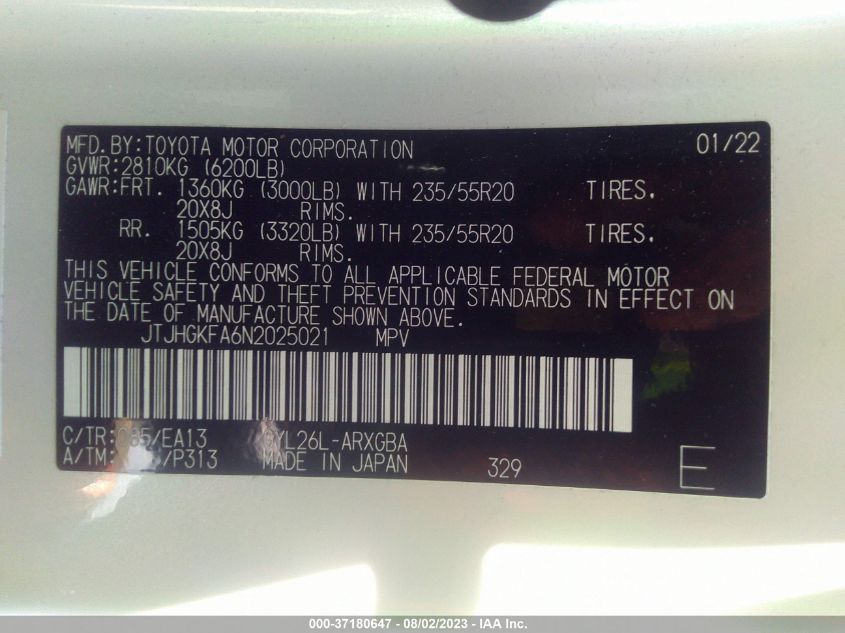 MFD.BY:TOYOTA MOTOR CORPORATION 01/22
GVWR:2810KG (6200LB)
GAWR:FRT. 1360KG (3000LB) WITH 235/55R20 TIRES.
20X8J RIMS.
RR. 1505KG (3320LB) WITH 235/55R20 TIRES.
20X8J RIMS.
THIS VEHICLE CONFORMS TO ALL APPLICABLE FEDERAL MOTOR
VEHICLE SAFETY AND THEFT PREVENTION STANDARDS IN EFFECT ON
THE DATE OF MANUFACTURE SHOWN ABOVE.
JTJHGKFA6N2025021 MPV
C/TR:085/EA13 GYL26L-ARXGBA
A/TM: /P313 MADE IN JAPAN 329 E
000-37180647 - 08/02/2023 - IAA Inc.